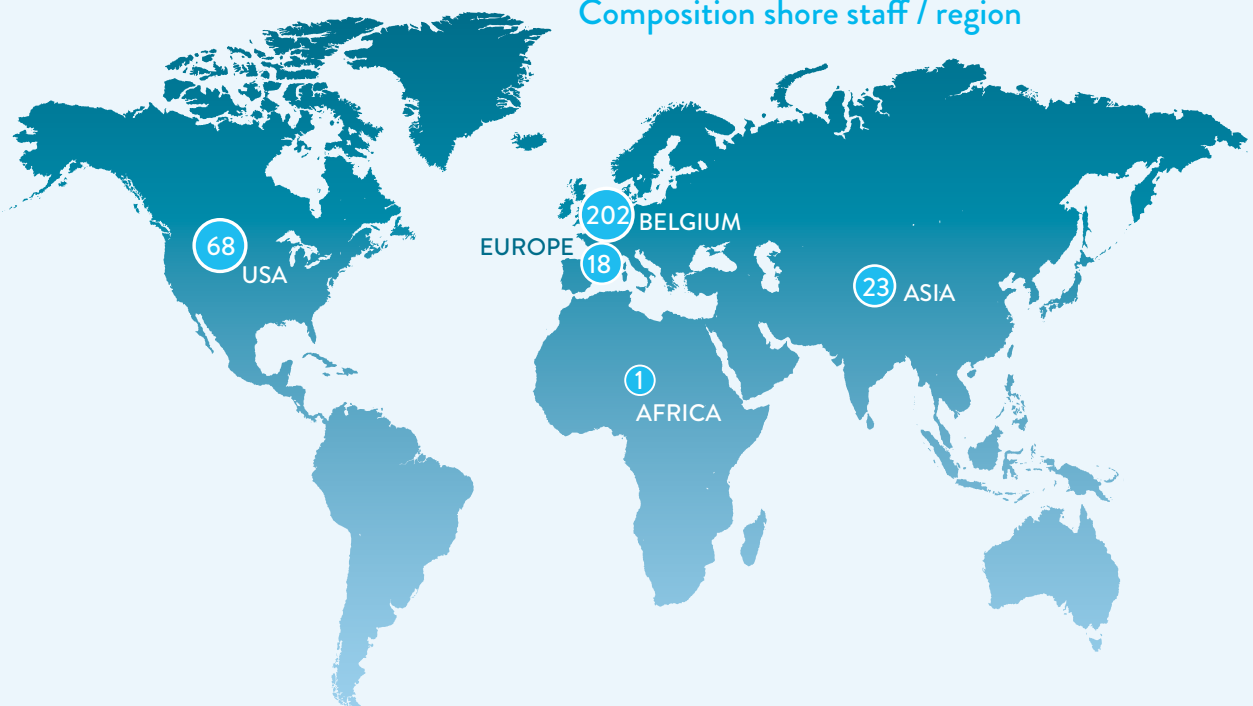 Composition shore staff / region
202 BELGIUM
EUROPE
18
68
USA
23 ASIA
1
AFRICA